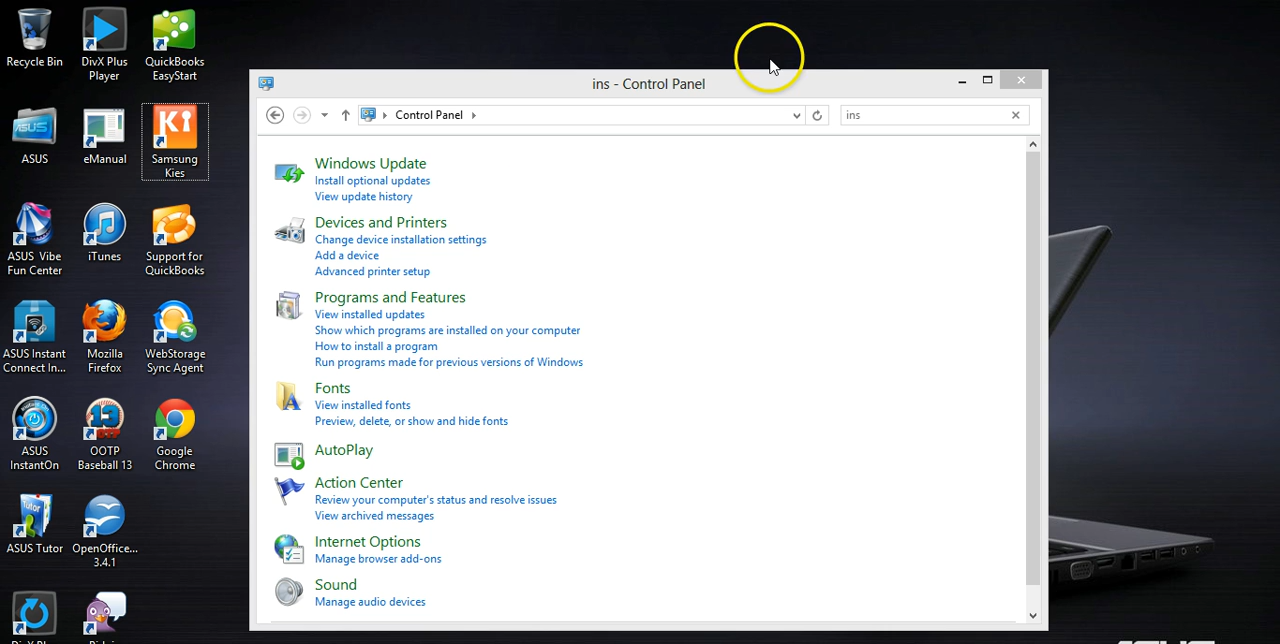 Recycle Bin
DivX Plus
Player
QuickBooks
EasyStart
ASUS
ASUS
eManual
Ki
Samsung
Kies
ASUS Vibe
Fun Center
iTunes
Support for
QuickBooks
ASUS Instant
Connect In...
Mozilla
Firefox
WebStorage
Sync Agent
ASUS
InstantOn
13
OOTP
Baseball 13
Google
Chrome
Tutor
ASUS Tutor
OpenOffice...
3.4.1
ins - Control Panel
Control Panel
ins
Windows Update
Install optional updates
View update history
Devices and Printers
Change device installation settings
Add a device
Advanced printer setup
Programs and Features
View installed updates
Show which programs are installed on your computer
How to install a program
Run programs made for previous versions of Windows
Fonts
View installed fonts
Preview, delete, or show and hide fonts
AutoPlay
Action Center
Review your computer's status and resolve issues
View archived messages
Internet Options
Manage browser add-ons
Sound
Manage audio devices